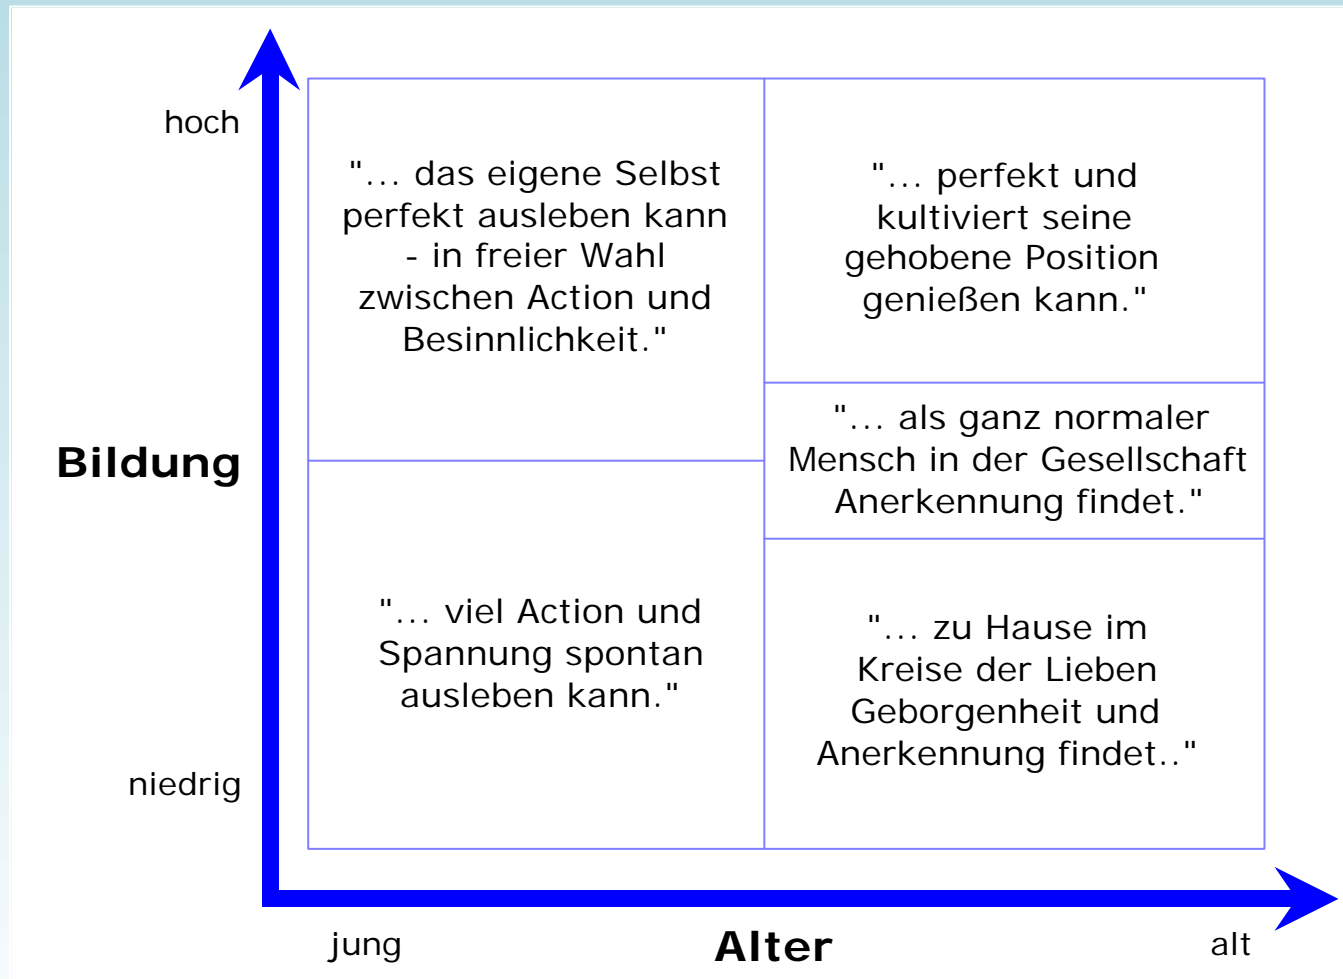 hoch
"... das eigene Selbst
perfekt ausleben kann
- in freier Wahl
zwischen Action und
Besinnlichkeit."
"... perfekt und
kultiviert seine
gehobene Position
genießen kann."
"... als ganz normaler
Mensch in der Gesellschaft
Anerkennung findet."
Bildung
"... viel Action und
Spannung spontan
ausleben kann."
"... zu Hause im
Kreise der Lieben
Geborgenheit und
Anerkennung findet.."
niedrig
jung
Alter
alt